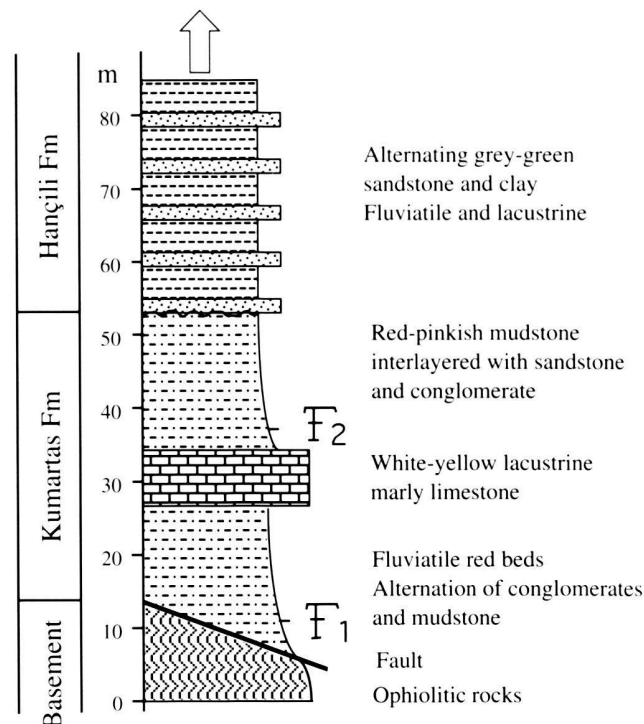 Hançili Fm
Kumartas Fm
Basement
m
80
70
60
50
40
30
20
10
0
Ŧ2
Ŧ1
Alternating grey-green
sandstone and clay
Fluviatile and lacustrine
Red-pinkish mudstone
interlayered with sandstone
and conglomerate
White-yellow lacustrine
marly limestone
Fluviatile red beds
Alternation of conglomerates
and mudstone
Fault
Ophiolitic rocks